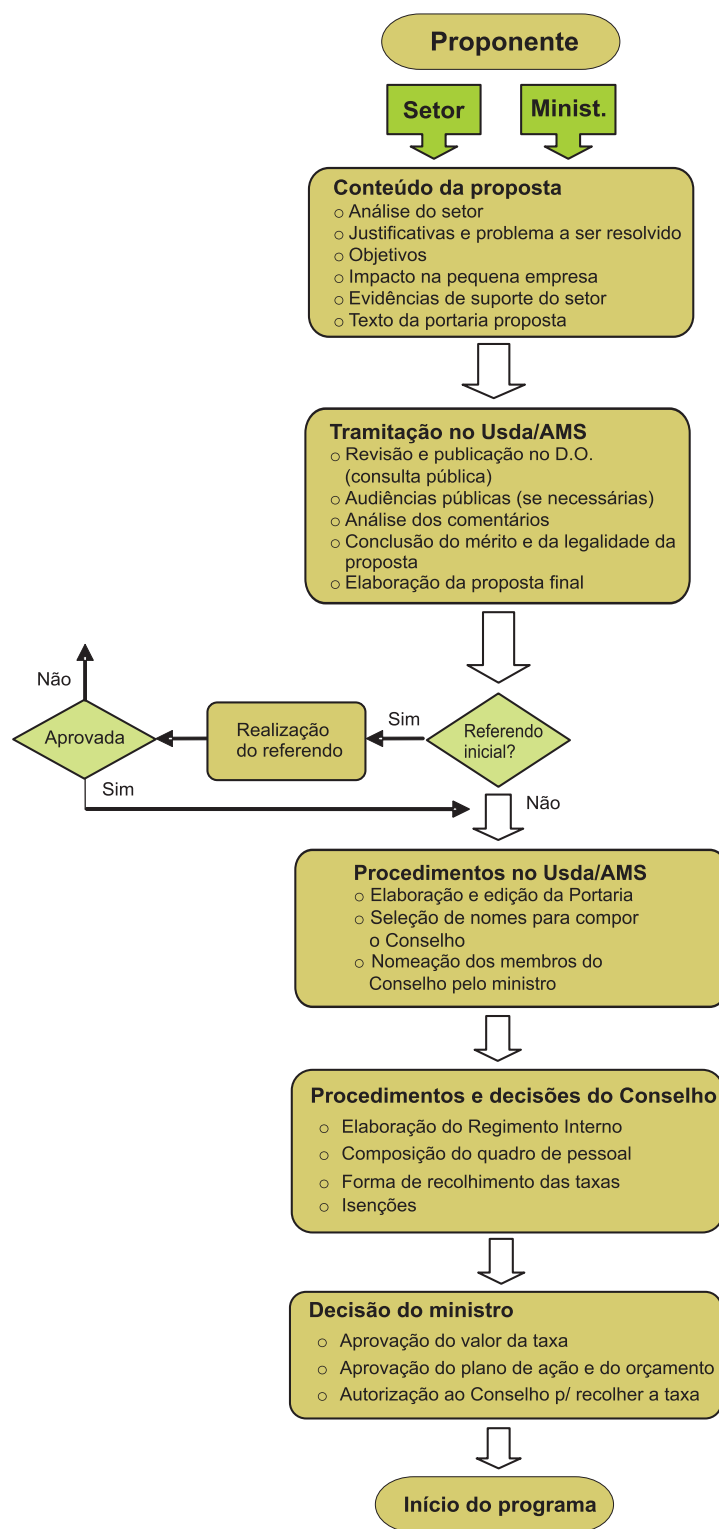 Proponente
Setor
Minist.
Conteúdo da proposta
○ Análise do setor
○ Justificativas e problema a ser resolvido
○ Objetivos
○ Impacto na pequena empresa
○ Evidências de suporte do setor
○ Texto da portaria proposta
Tramitação no Usda/AMS
○ Revisão e publicação no D.O.
(consulta pública)
○ Audiências públicas (se necessárias)
○ Análise dos comentários
○ Conclusão do mérito e da legalidade da
proposta
○ Elaboração da proposta final
Referendo
inicial?
Sim
Realização
do referendo
Aprovada
Não
Sim
Não
Procedimentos no Usda/AMS
○ Elaboração e edição da Portaria
○ Seleção de nomes para compor
o Conselho
○ Nomeação dos membros do
Conselho pelo ministro
Procedimentos e decisões do Conselho
○ Elaboração do Regimento Interno
○ Composição do quadro de pessoal
○ Forma de recolhimento das taxas
○ Isenções
Decisão do ministro
○ Aprovação do valor da taxa
○ Aprovação do plano de ação e do orçamento
○ Autorização ao Conselho p/ recolher a taxa
Início do programa